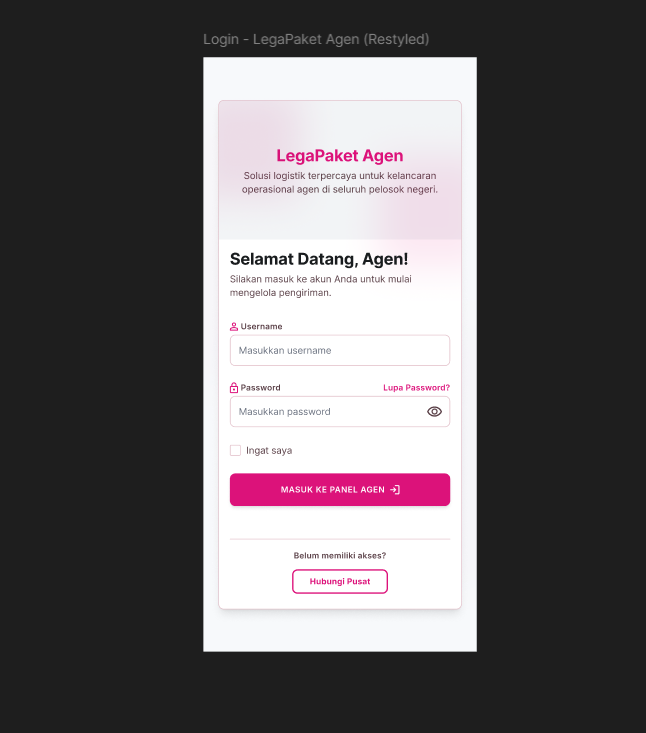 Login - LegaPaket Agen (Restyled)
LegaPaket Agen
Solusi logistik terpercaya untuk kelancaran
operasional agen di seluruh pelosok negeri.
Selamat Datang, Agen!
Silakan masuk ke akun Anda untuk mulai
mengelola pengiriman.
Username
Masukkan username
Password Lupa Password?
Masukkan password
Ingat saya
MASUK KE PANEL AGEN
Belum memiliki akses?
Hubungi Pusat